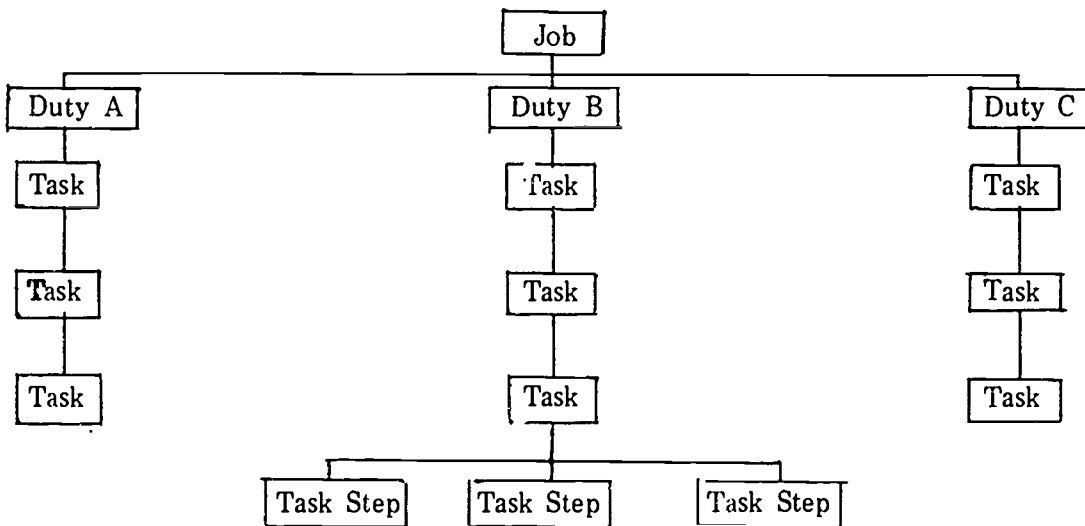 Job
Duty A Duty B Duty C
Task Task Task
Task Task Task
Task Task Task
Task Step Task Step Task Step